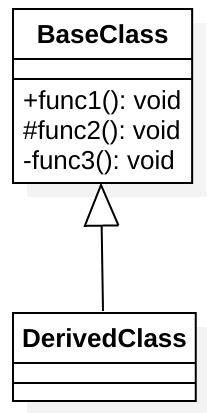 BaseClass
+func1(): void
#func2(): void
-func3(): void
DerivedClass